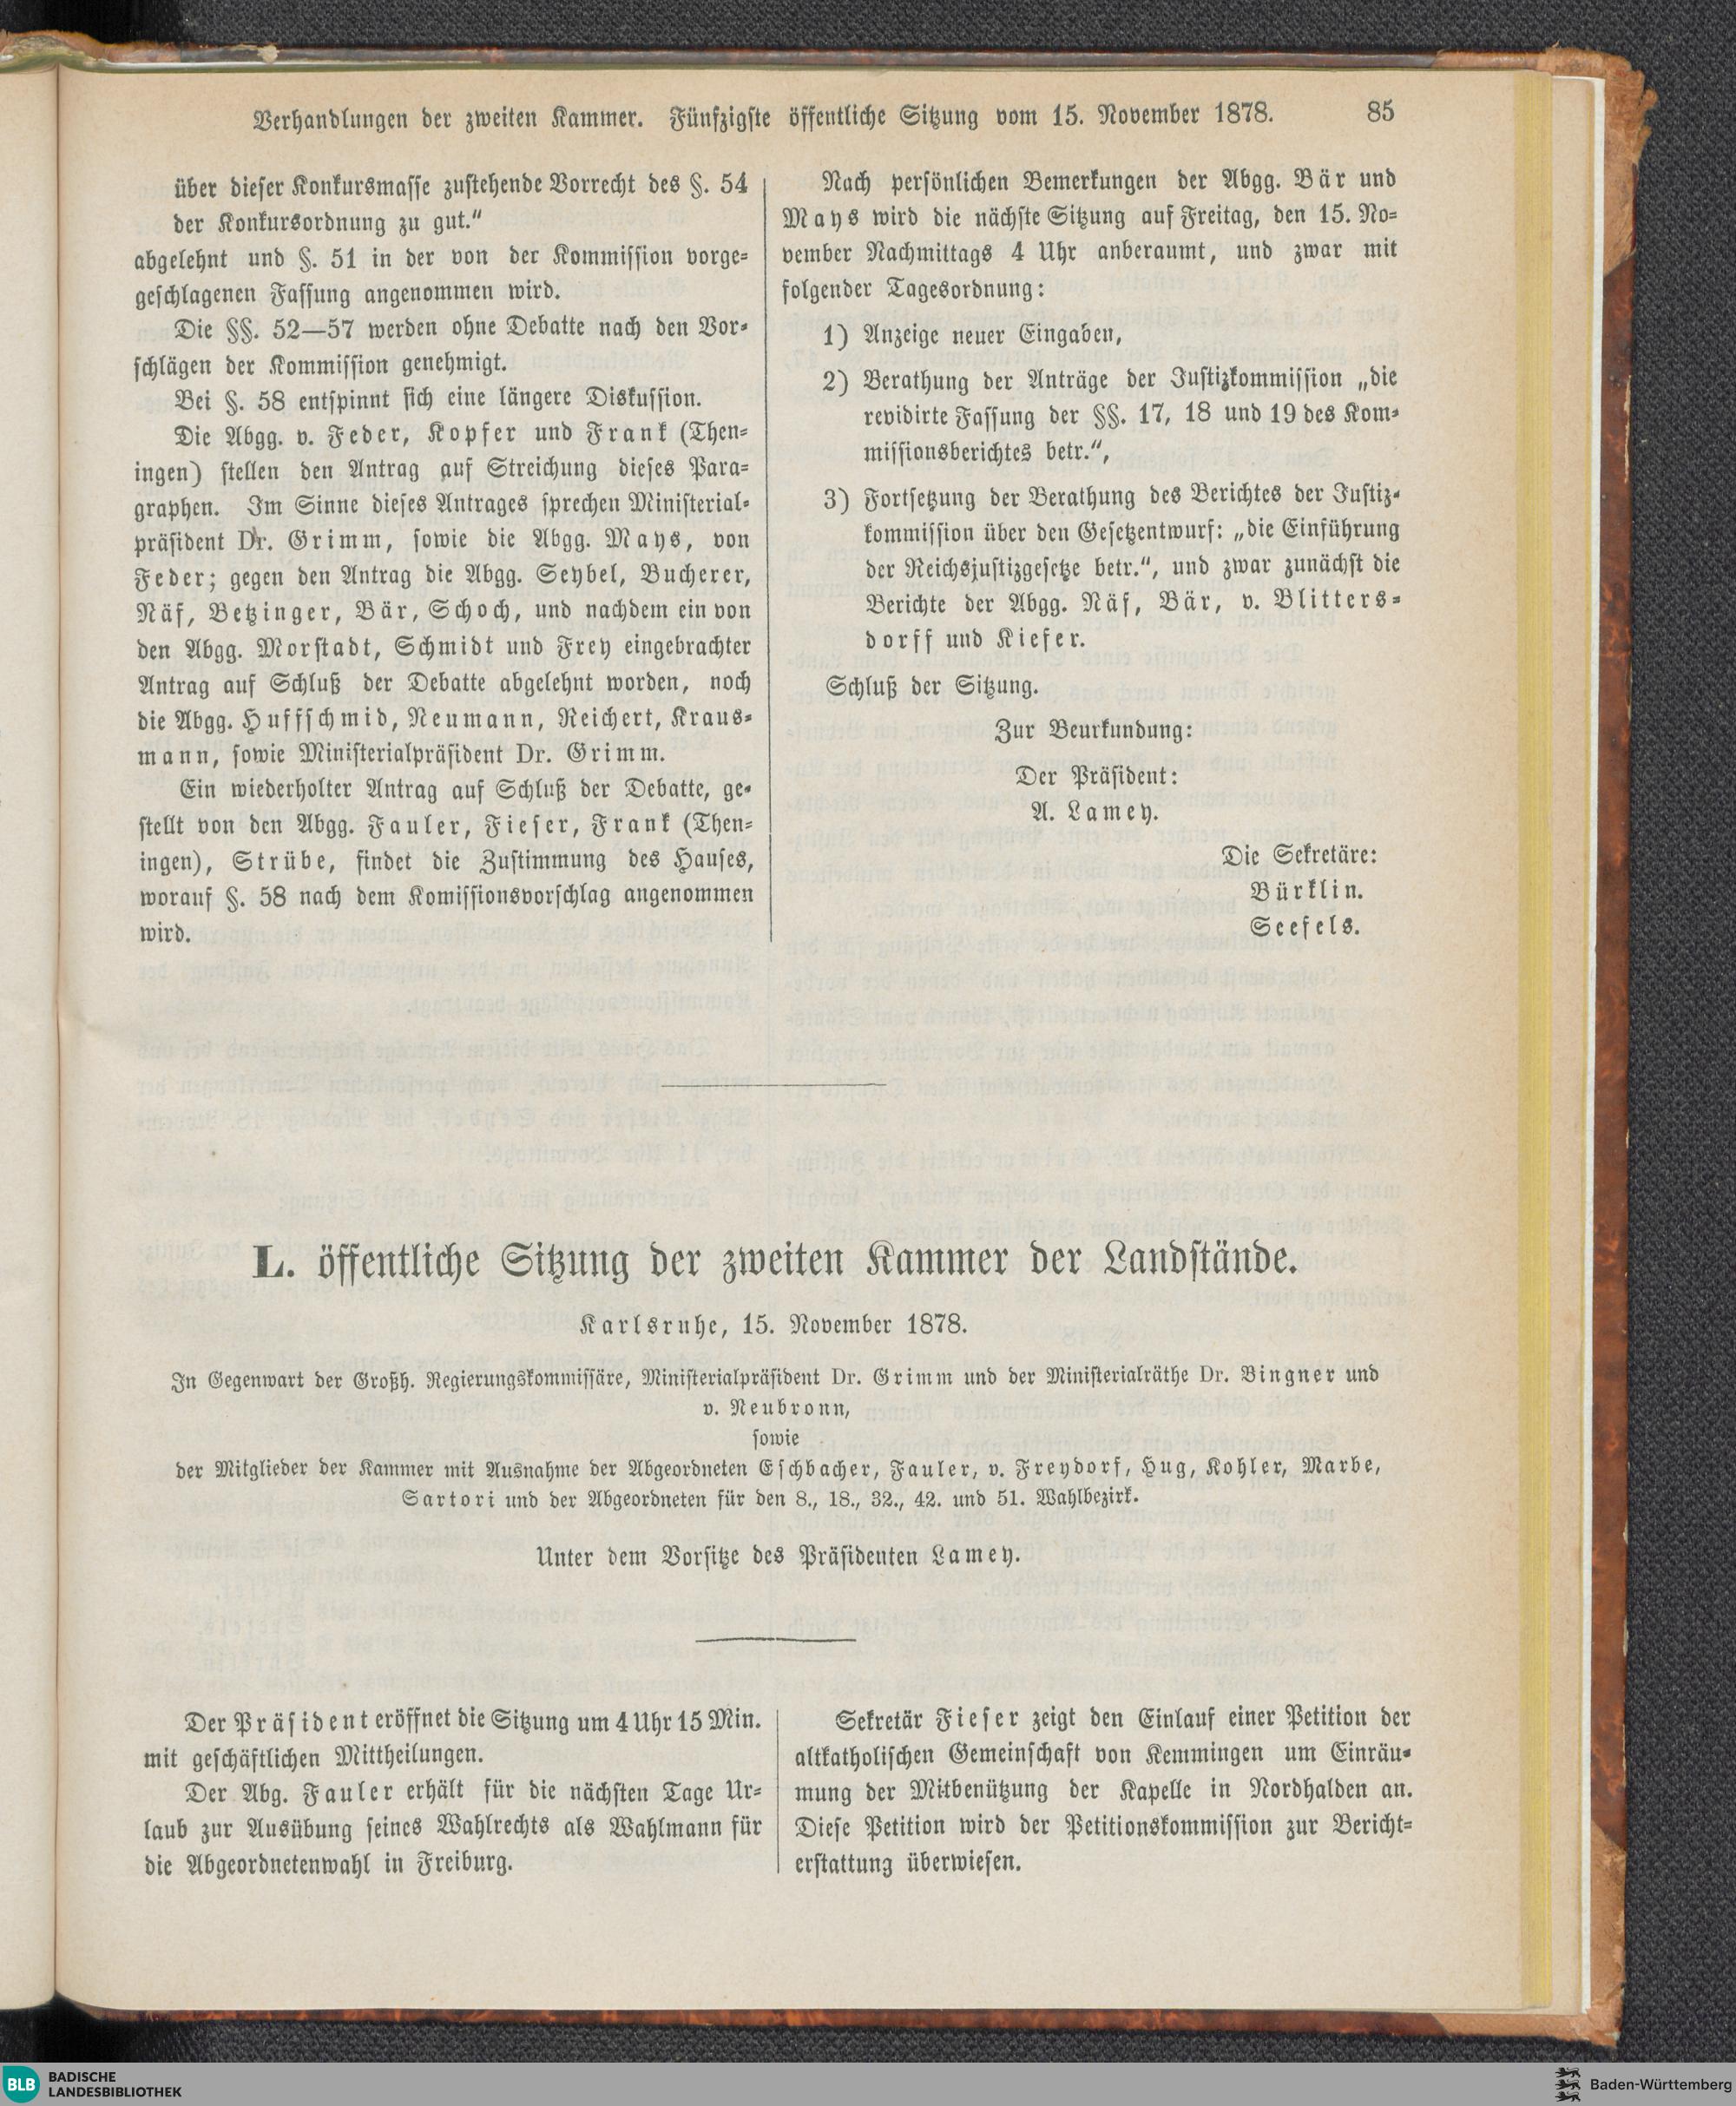 Verhandlungen der zweiten Kammer. Fünfzigste öffentliche Sitzung vom 15. November 1878. 85
über dieser Konkursmasse zustehende Vorrecht des §. 54
der Konkursordnung zu gut.“
abgelehnt und §. 51 in der von der Kommission vorge-
geschlagenen Fassung angenommen wird.
Die §§. 52—57 werden ohne Debatte nach den Vor-
schlägen der Kommission genehmigt.
Bei §. 58 entspinnt sich eine längere Diskussion.
Die Abgg. v. Feder, Kopfer und Frank (Then-
ingen) stellen den Antrag auf Streichung dieses Para-
graphen. Im Sinne dieses Antrages sprechen Ministerial-
präsident Dr. Grimm, sowie die Abgg. Mays, von
Feder; gegen den Antrag die Abgg. Seybel, Bucherer,
Näf, Betzinger, Bär, Schoch, und nachdem ein von
den Abgg. Morstadt, Schmidt und Frey eingebrachter
Antrag auf Schluß der Debatte abgelehnt worden, noch
die Abgg. Huffschmid, Neumann, Reichert, Kraus-
mann, sowie Ministerialpräsident Dr. Grimm.
Ein wiederholter Antrag auf Schluß der Debatte, ge-
stellt von den Abgg. Fauler, Fieser, Frank (Then-
ingen), Strübe, findet die Zustimmung des Hauses,
worauf §. 58 nach dem Komissionsvorschlag angenommen
wird.
Nach persönlichen Bemerkungen der Abgg. Bär und
Mays wird die nächste Sitzung auf Freitag, den 15. No-
vember Nachmittags 4 Uhr anberaumt, und zwar mit
folgender Tagesordnung:
1) Anzeige neuer Eingaben,
2) Berathung der Anträge der Justizkommission „die
revidirte Fassung der §§. 17, 18 und 19 des Kom-
missionsberichtes betr.“,
3) Fortsetzung der Berathung des Berichtes der Justiz-
kommission über den Gesetzentwurf: „die Einführung
der Reichsjustizgesetze betr.“, und zwar zunächst die
Berichte der Abgg. Näf, Bär, v. Blitters-
dorff und Kiefer.
Schluß der Sitzung.
Zur Beurkundung:
Der Präsident:
A. Lamey.
Die Sekretäre:
Bürklin.
Seefels.
L. öffentliche Sitzung der zweiten Kammer der Landstände.
Karlsruhe, 15. November 1878.
In Gegenwart der Großh. Regierungskommissäre, Ministerialpräsident Dr. Grimm und der Ministerialräthe Dr. Bingner und
v. Neubronn,
sowie
der Mitglieder der Kammer mit Ausnahme der Abgeordneten Eschbacher, Fauler, v. Freydorf, Hug, Kohler, Marbe,
Sartori und der Abgeordneten für den 8., 18., 32., 42. und 51. Wahlbezirk.
Unter dem Vorsitze des Präsidenten Lamey.
Der Präsident eröffnet die Sitzung um 4 Uhr 15 Min.
mit geschäftlichen Mittheilungen.
Der Abg. Fauler erhält für die nächsten Tage Ur-
laub zur Ausübung seines Wahlrechts als Wahlmann für
die Abgeordnetenwahl in Freiburg.
Sekretär Fieser zeigt den Einlauf einer Petition der
altkatholischen Gemeinschaft von Kemmingen um Einräu-
mung der Mitbenützung der Kapelle in Nordhalden an.
Diese Petition wird der Petitionskommission zur Bericht-
erstattung überwiesen.
BLB BADISCHE
LANDESBIBLIOTHEK
Baden-Württemberg